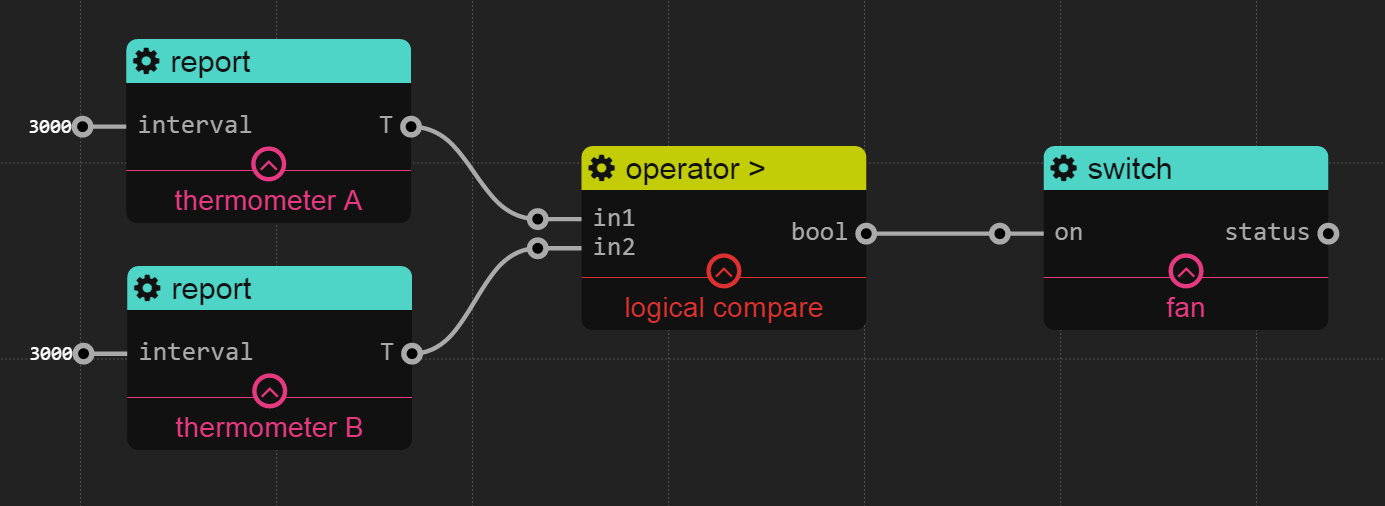 report
3000 interval T
thermometer A
report
3000 interval T
thermometer B
operator >
in1
in2
bool
logical compare
switch
on status
fan